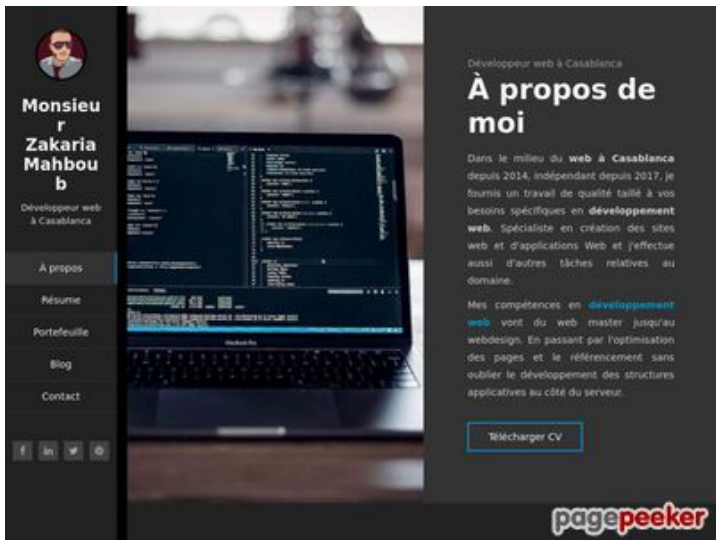 Monsieu
r
Zakaria
Mahbou
b
Développeur web
à Casablanca
À propos
Résume
Portefeuille
Blog
Contact
MacBook Pro
Développeur web à Casablanca
À propos de
moi
Dans le milieu du web à Casablanca
depuis 2014, indépendant depuis 2017, je
fournis un travail de qualité taillé à vos
besoins spécifiques en développement
web. Spécialiste en création des sites
web et d'applications Web et j'effectue
aussi d'autres tâches relatives au
domaine.
Mes compétences en développement
web vont du web master jusqu'au
webdesign. En passant par l'optimisation
des pages et le référencement sans
oublier le développement des structures
applicatives au côté du serveur.
Télécharger CV
pagepeeker